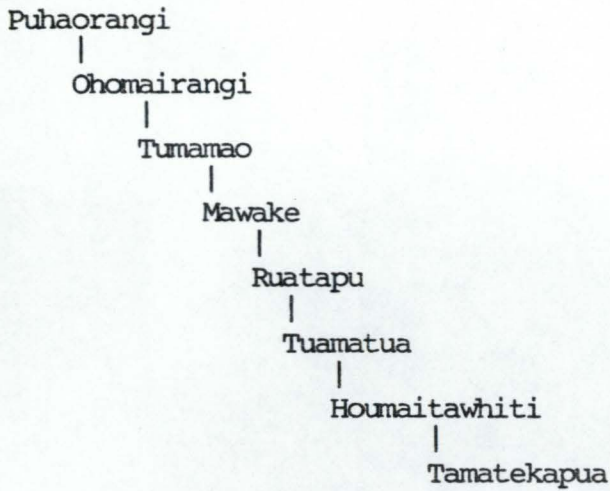 Puhaorangi
Ohomairangi
Tumamao
Mawake
Ruatapu
Tuamatua
Houmaitawhiti
Tamatekapua